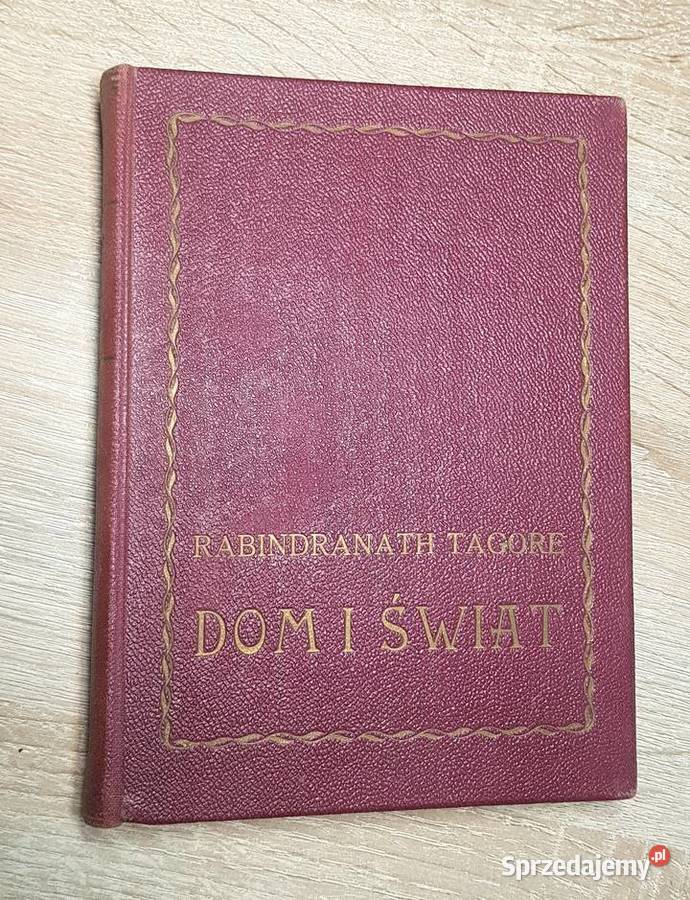 RABINDRANATH TAGORE
DOM I ŚWIAT
Sprzedajemy.pl